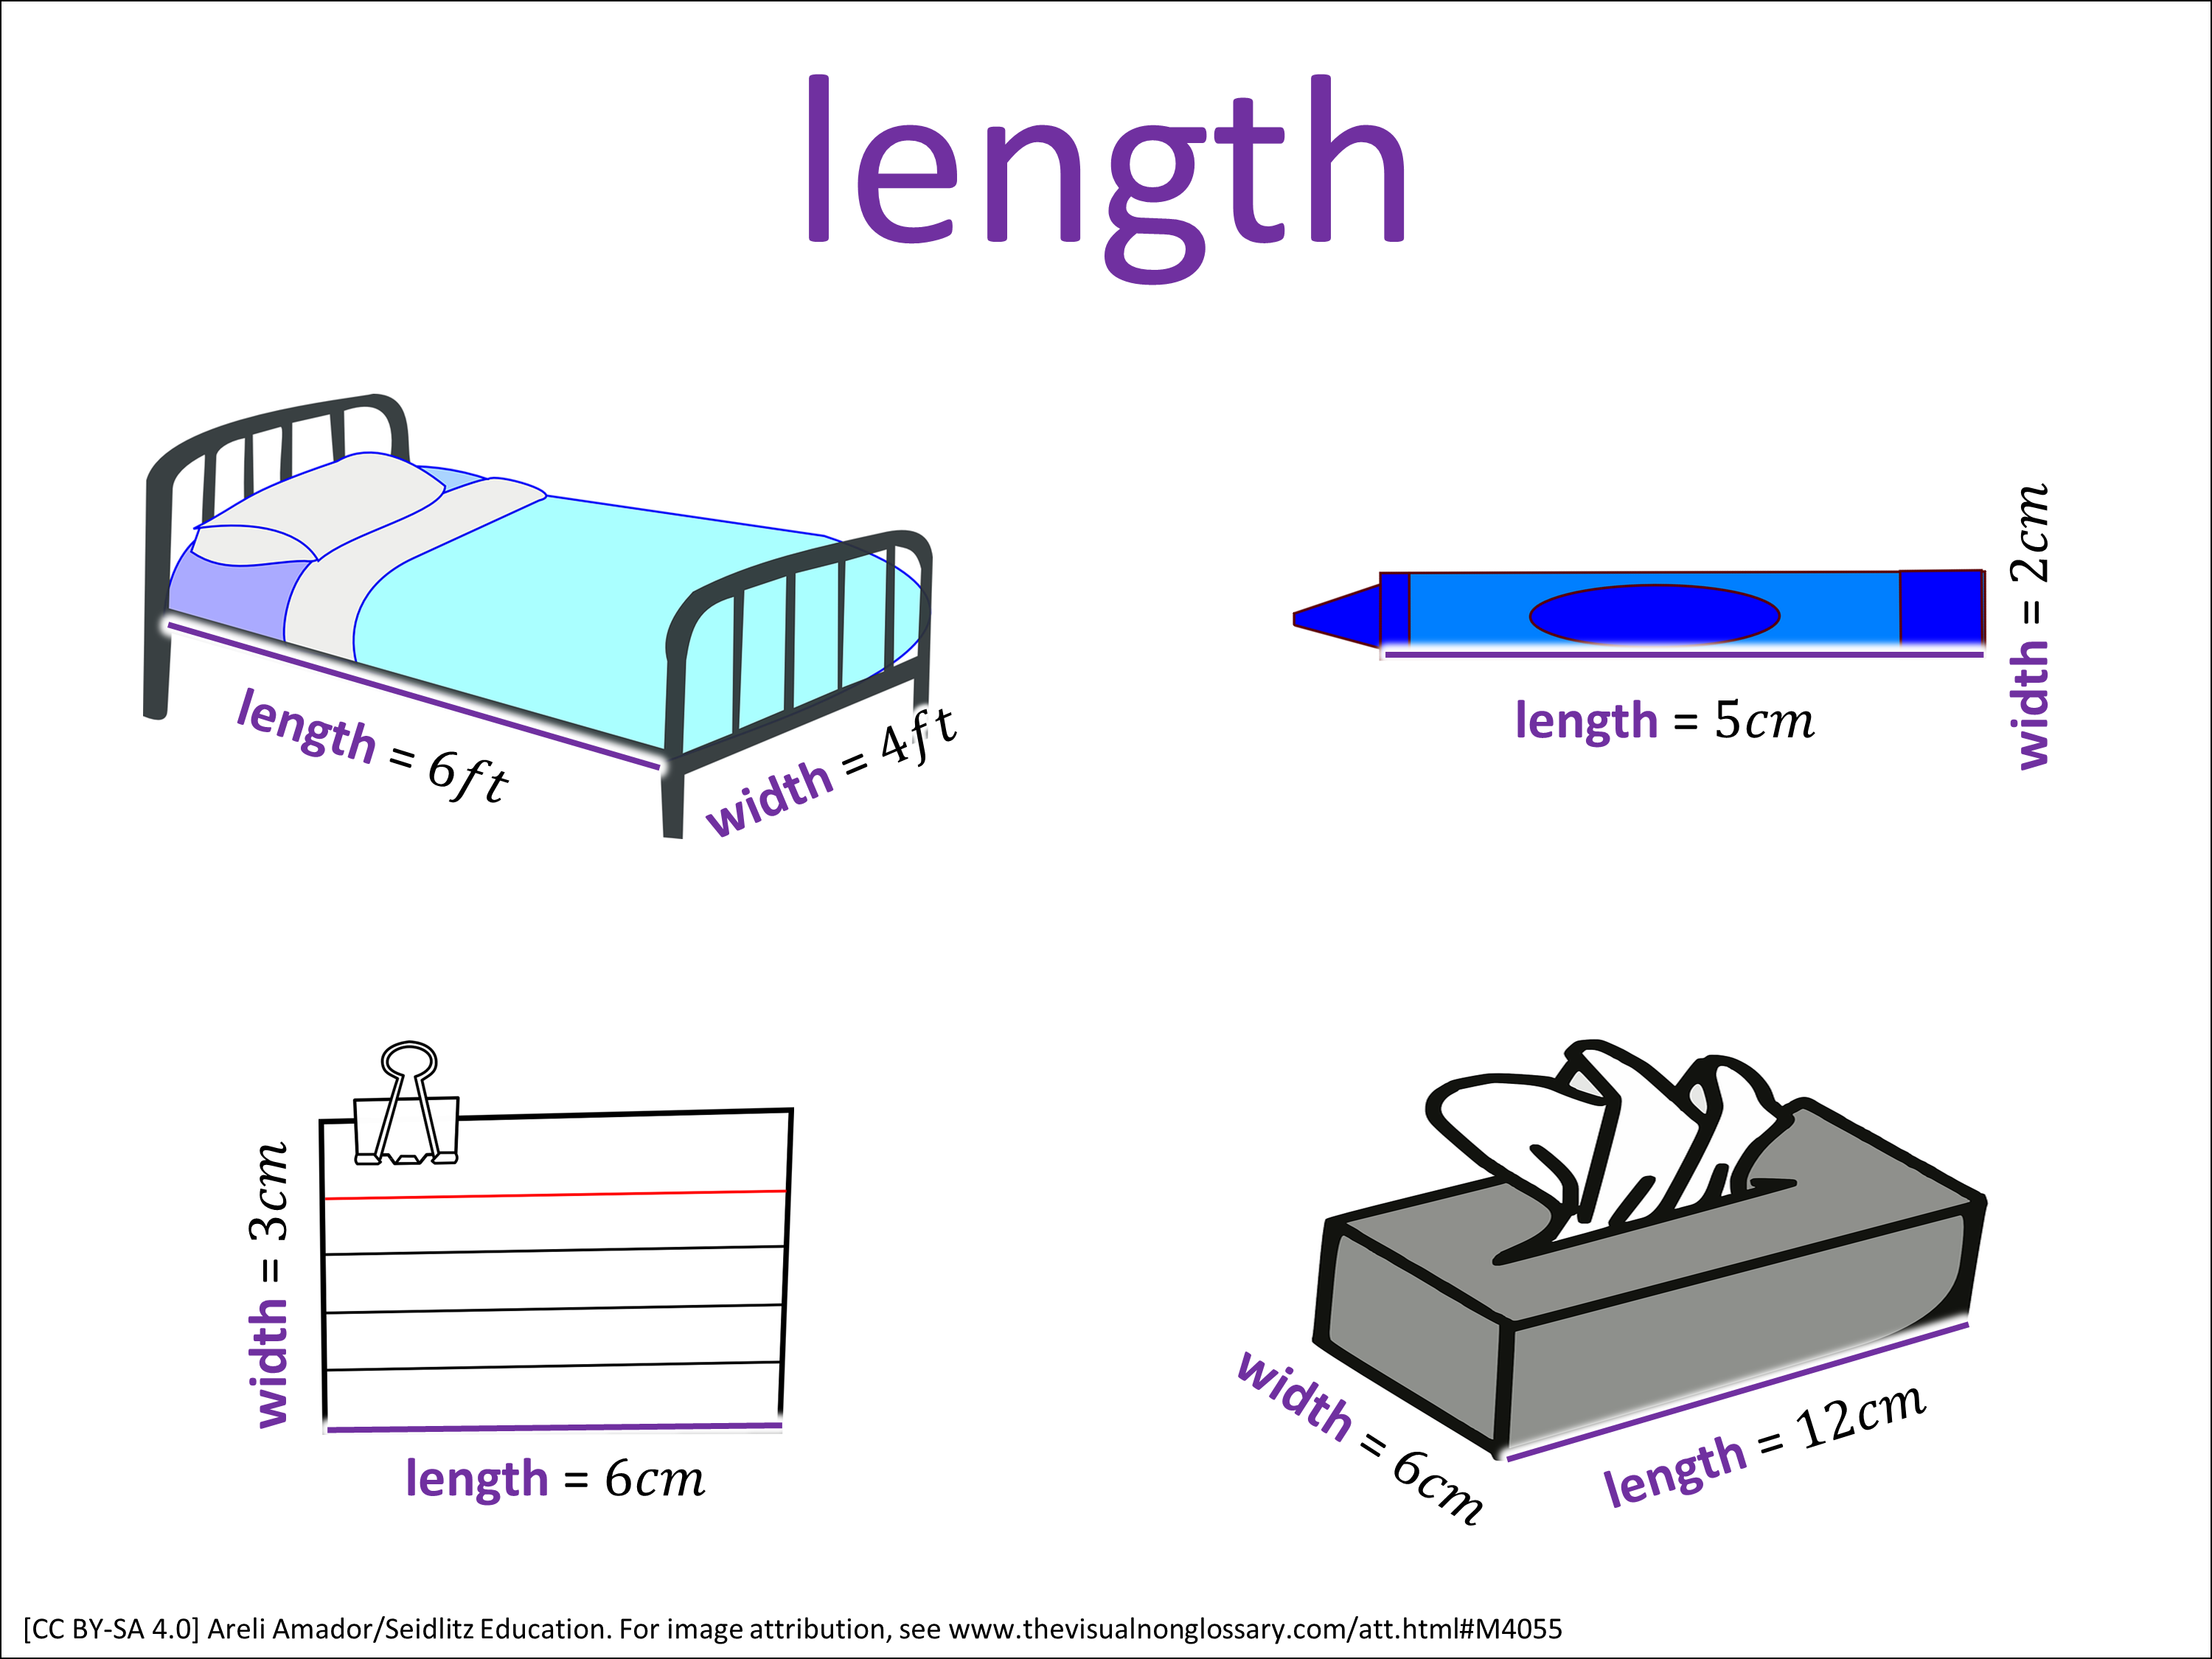 length
length = 6ft
width = 4ft
length = 5cm
width = 2cm
width = 3cm
length = 6cm
width = 6cm
length = 12cm
[CC BY-SA 4.0] Areli Amador/Seidlitz Education. For image attribution, see www.thevisualnonglossary.com/att.html#M4055